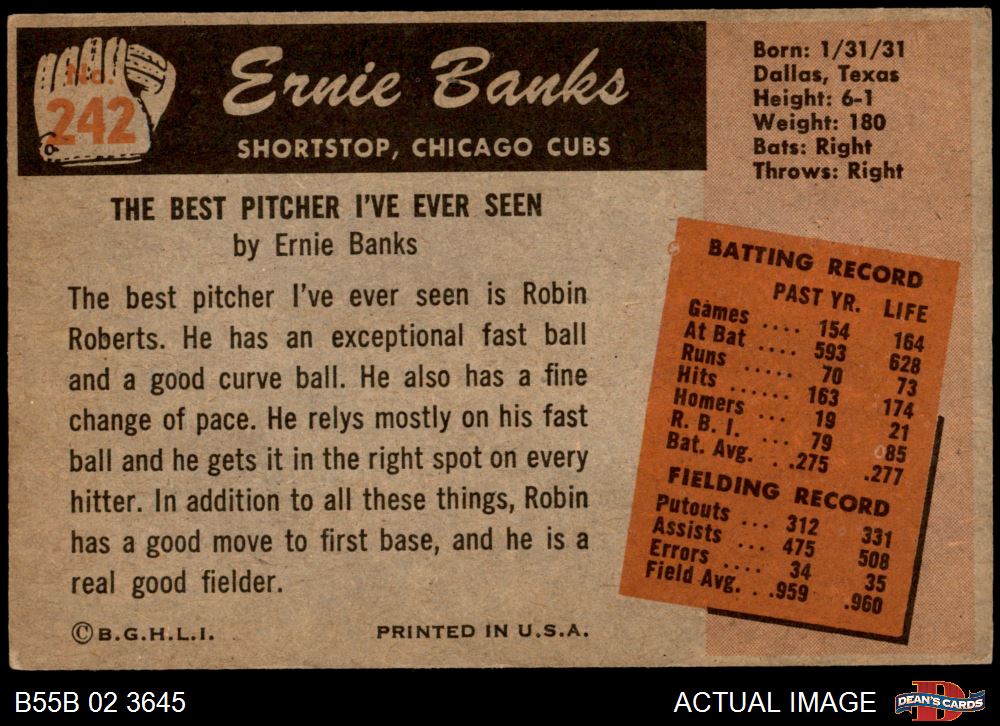 No.
242
Ernie Banks
SHORTSTOP, CHICAGO CUBS
Born: 1/31/31
Dallas, Texas
Height: 6-1
Weight: 180
Bats: Right
Throws: Right
THE BEST PITCHER I'VE EVER SEEN
by Ernie Banks
The best pitcher I've ever seen is Robin
Roberts. He has an exceptional fast ball
and a good curve ball. He also has a fine
change of pace. He relys mostly on his fast
ball and he gets it in the right spot on every
hitter. In addition to all these things, Robin
has a good move to first base, and he is a
real good fielder.
BATTING RECORD
PAST YR. LIFE
Games .... 154 164
At Bat .... 593 628
Runs ..... 70 73
Hits ...... 163 174
Homers ... 19 21
R. B. I. ... 79 85
Bat. Avg. ..275 .277
FIELDING RECORD
Putouts ... 312 331
Assists ... 475 508
Errors .... 34 35
Field Avg. ..959 .960
©B.G.H.L.I.
PRINTED IN U.S.A.
B55B 02 3645
ACTUAL IMAGE
D
DEAN'S CARDS